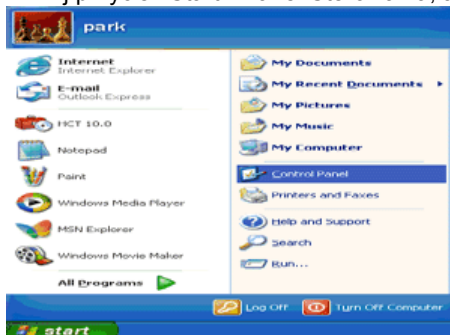 park
Internet
Internet Explorer
E-mail
Outlook Express
HCT 10.0
Notepad
Paint
Windows Media Player
MSN Explorer
Windows Movie Maker
All Programs
My Documents
My Recent Documents
My Pictures
My Music
My Computer
Control Panel
Printers and Faxes
Help and Support
Search
Run...
Log Off
Turn Off Computer
start